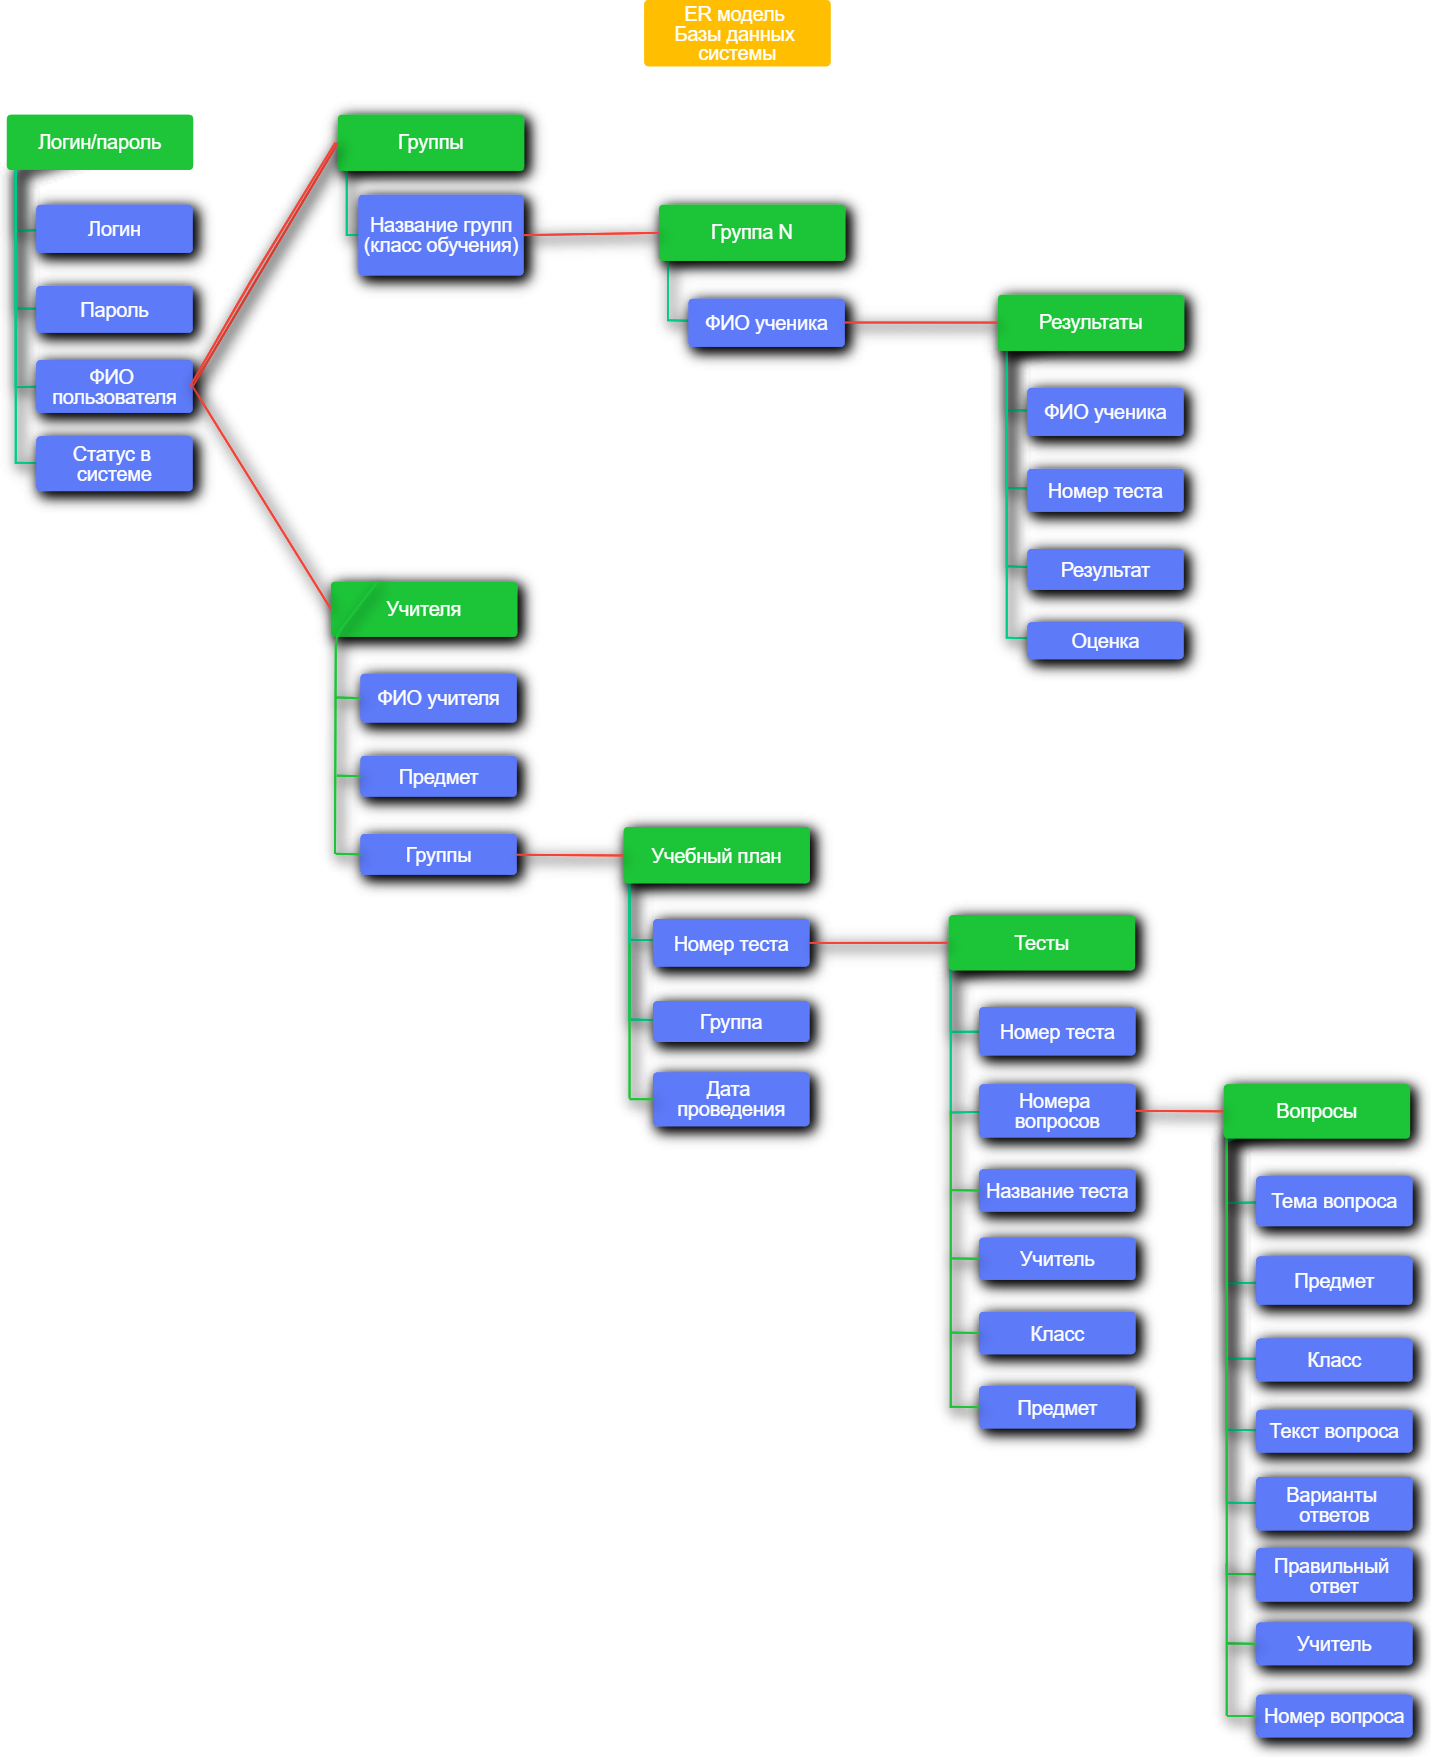 ER модель
Базы данных
системы
Логин/пароль
Логин
Пароль
ФИО
пользователя
Статус в
системе
Группы
Название групп
(класс обучения)
Группа N
ФИО ученика
Результаты
ФИО ученика
Номер теста
Результат
Оценка
Учителя
ФИО учителя
Предмет
Группы
Учебный план
Номер теста
Группа
Дата
проведения
Тесты
Номер теста
Номера
вопросов
Название теста
Учитель
Класс
Предмет
Вопросы
Тема вопроса
Предмет
Класс
Текст вопроса
Варианты
ответов
Правильный
ответ
Учитель
Номер вопроса